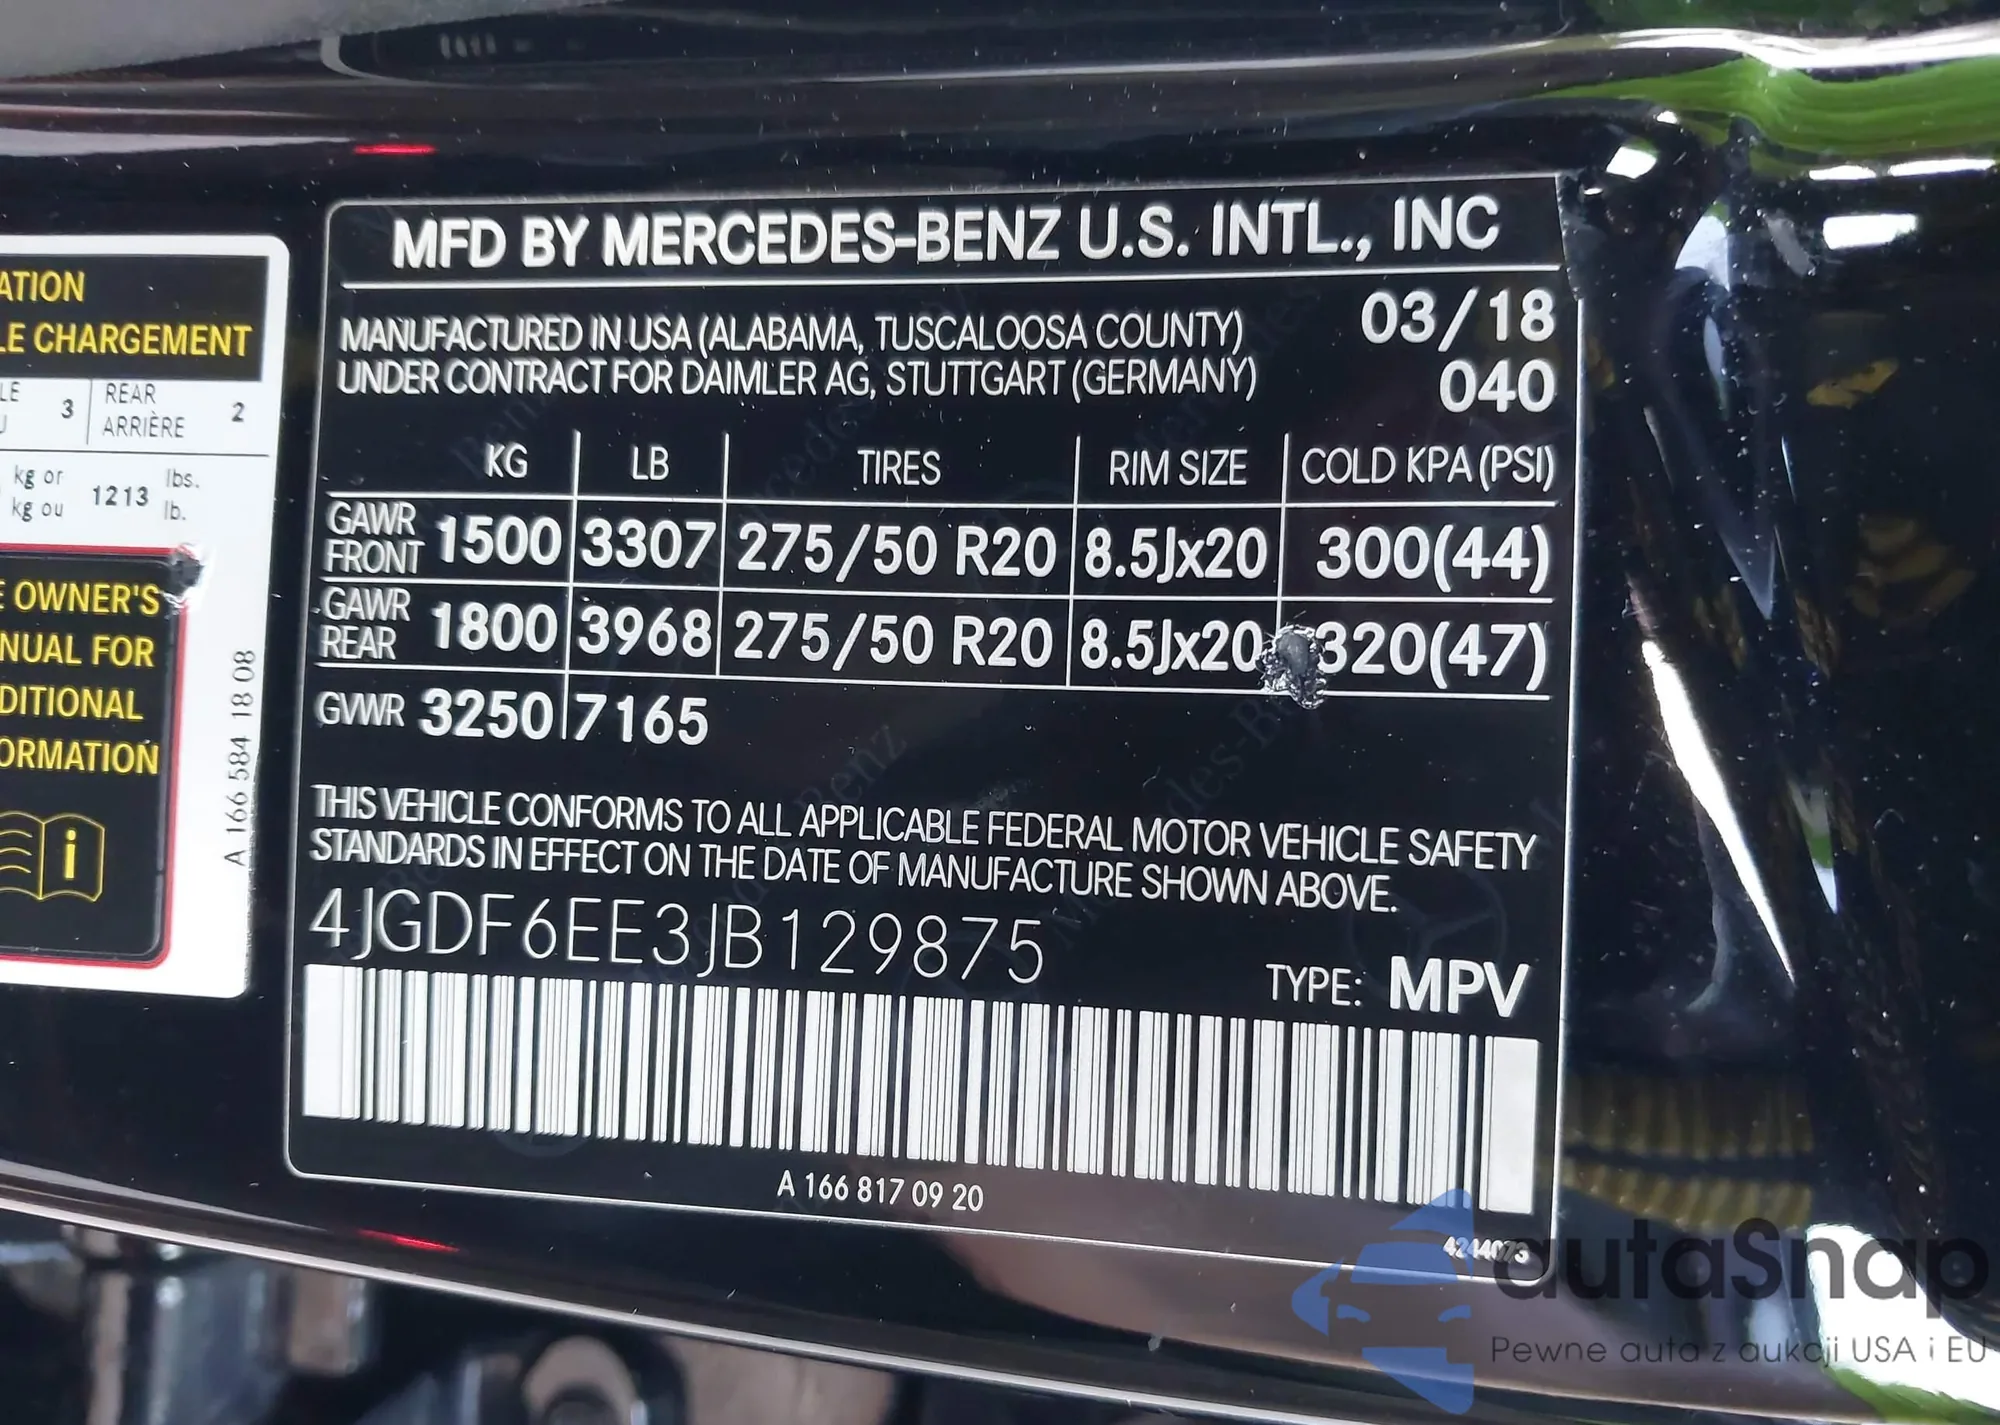 ATION
LE CHARGEMENT
LE
U
3
REAR
ARRIÈRE
2
kg or
kg ou
1213
lbs.
lb.
E OWNER'S
NUAL FOR
DITIONAL
ORMATION
A 166 584 18 08
MFD BY MERCEDES-BENZ U.S. INTL., INC
MANUFACTURED IN USA (ALABAMA, TUSCALOOSA COUNTY) 03/18
UNDER CONTRACT FOR DAIMLER AG, STUTTGART (GERMANY) 040
KG LB TIRES RIM SIZE COLD KPA (PSI)
GAWR FRONT 1500 3307 275/50 R20 8.5Jx20 300(44)
GAWR REAR 1800 3968 275/50 R20 8.5Jx20 320(47)
GVWR 3250 7165
THIS VEHICLE CONFORMS TO ALL APPLICABLE FEDERAL MOTOR VEHICLE SAFETY
STANDARDS IN EFFECT ON THE DATE OF MANUFACTURE SHOWN ABOVE.
4JGDF6EE3JB129875
TYPE: MPV
A 166 817 09 20
4244073
autaSnap
Pewne auta z aukcji USA i EU